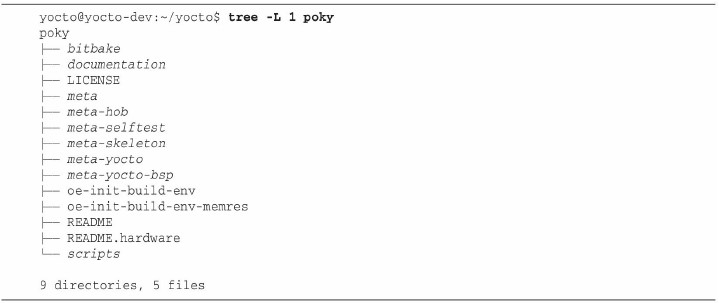 yocto@yocto-dev:~/yocto$ tree -L 1 poky
poky
├── bitbake
├── documentation
├── LICENSE
├── meta
├── meta-hob
├── meta-selftest
├── meta-skeleton
├── meta-yocto
├── meta-yocto-bsp
├── oe-init-build-env
├── oe-init-build-env-memres
├── README
├── README.hardware
└── scripts
9 directories, 5 files